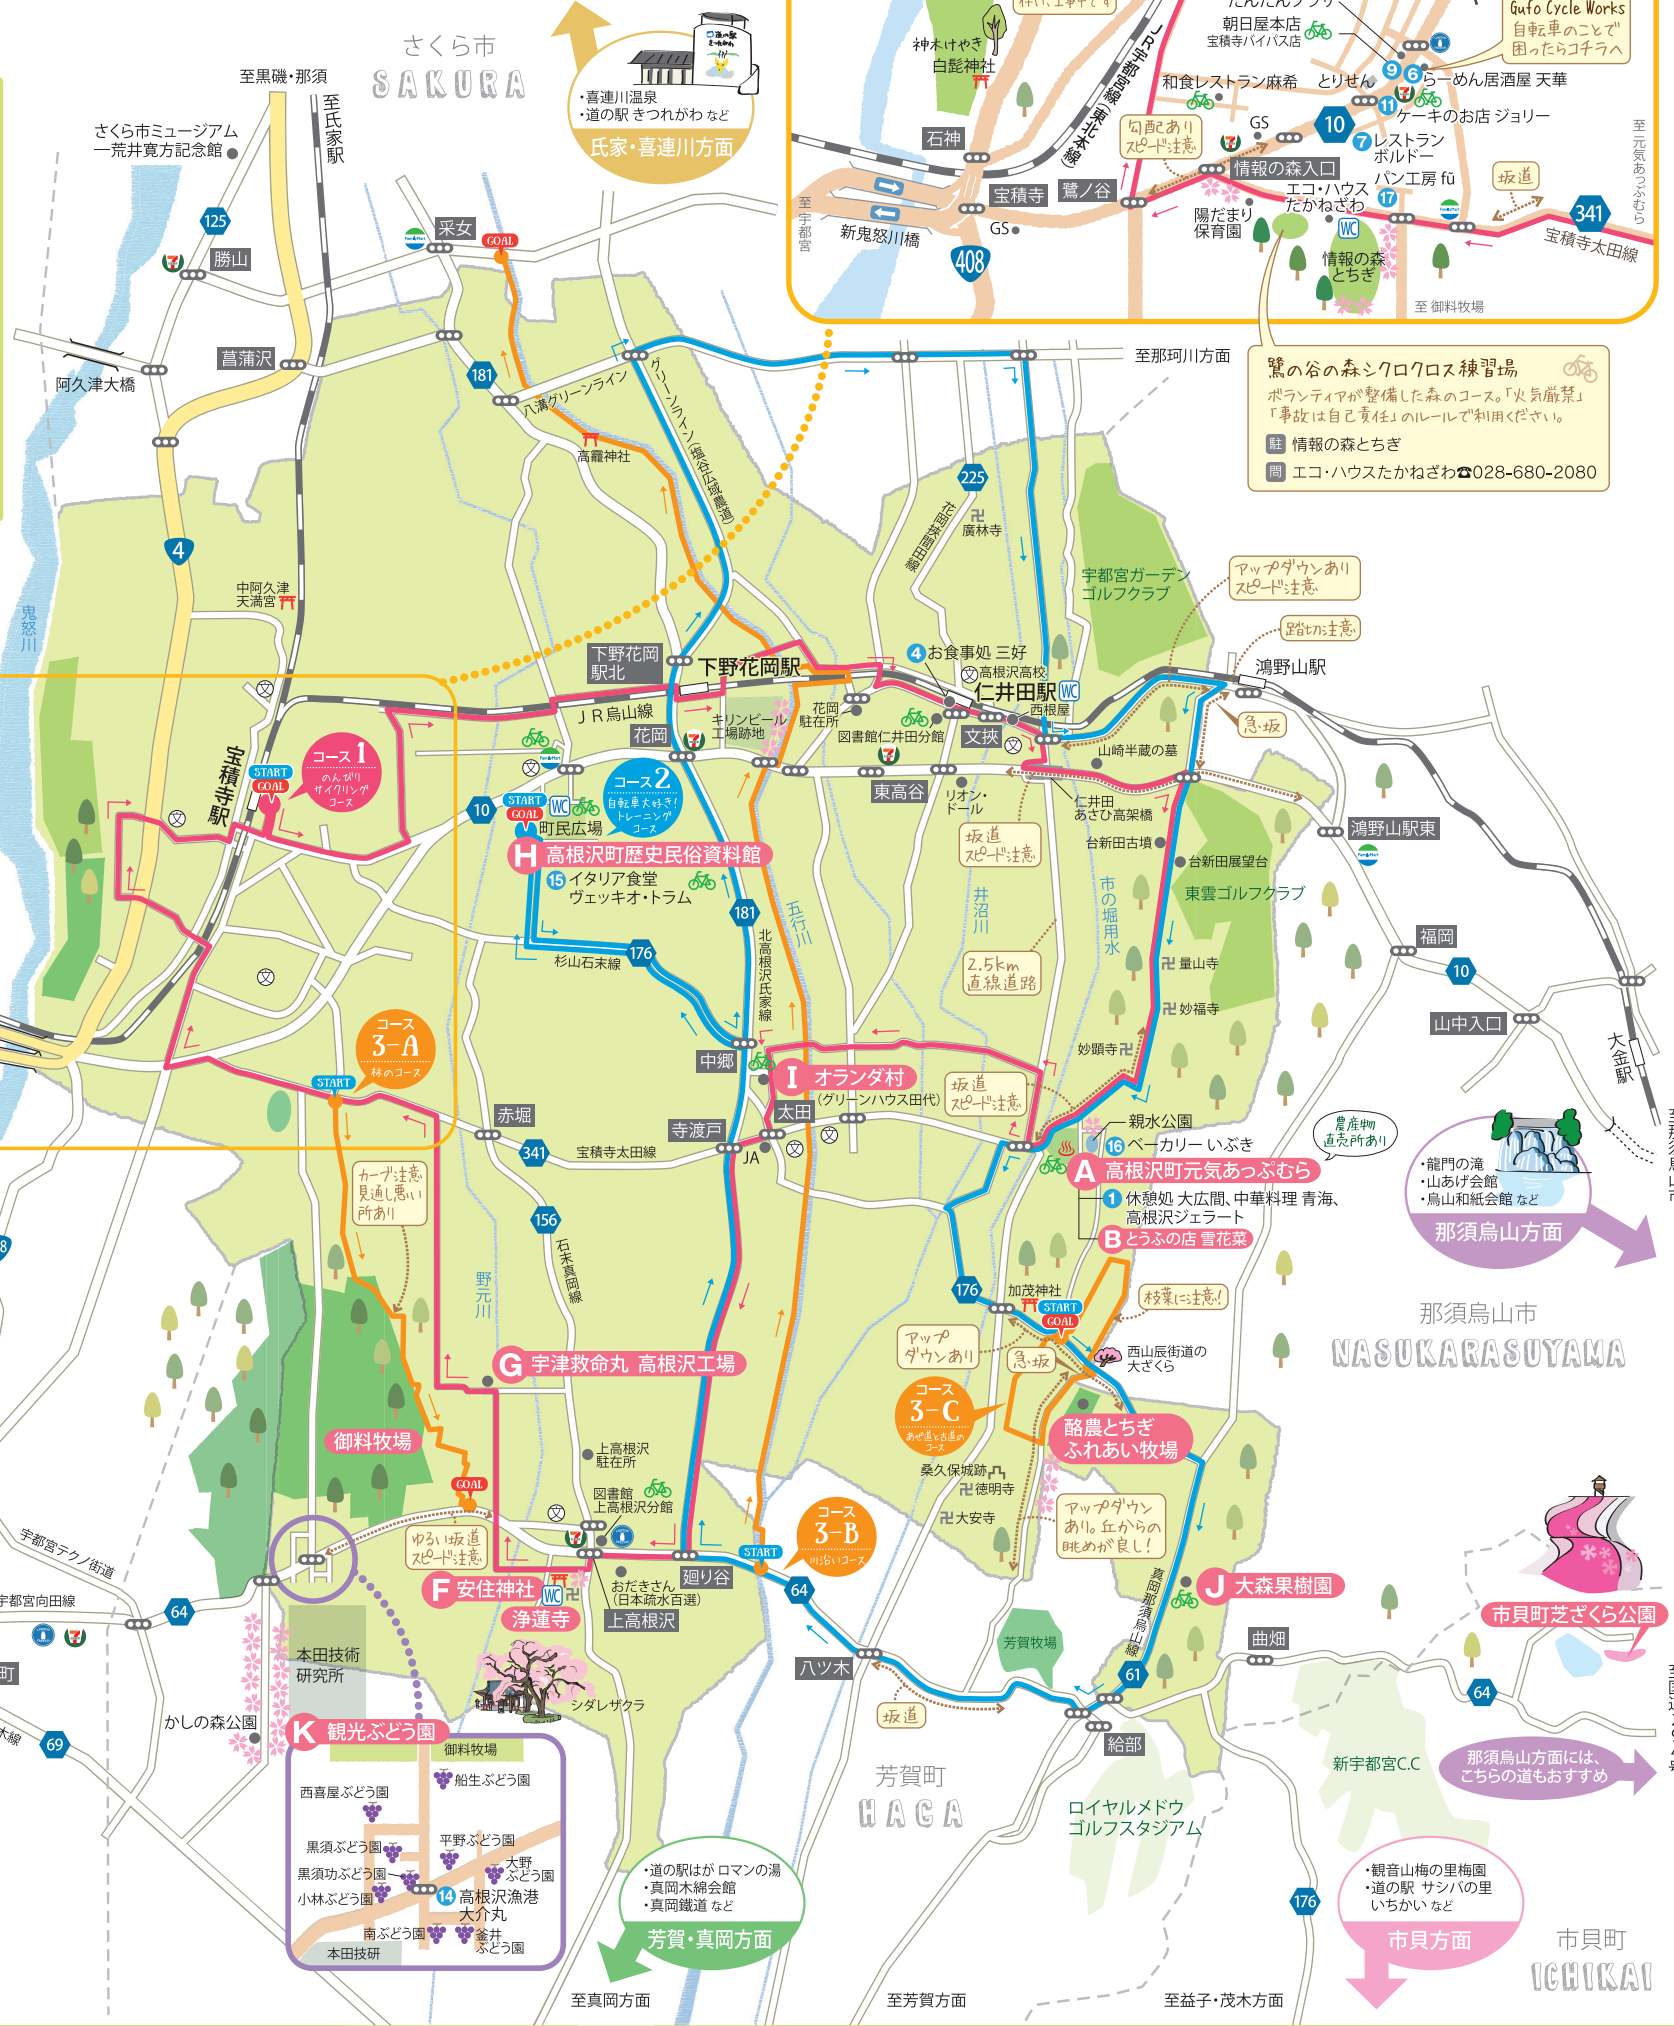 さくら市
SAKURA
至黒磯・那須
至氏家駅
さくら市ミュージアム
―荒井寛方記念館
125
勝山
采女
GOAL
菖蒲沢
阿久津大橋
181
八溝グリーンライン
グリーンライン(塩谷広域農道)
高龗神社
4
中阿久津
天満宮
鬼怒川
道の駅
きつれがわ
・喜連川温泉
・道の駅 きつれがわ など
氏家・喜連川方面
神木けやき
白髭神社
JR宇都宮線(東北本線)
石神
宝積寺
鷺ノ谷
至宇都宮
新鬼怒川橋
GS
408
朝日屋本店
宝積寺バイパス店
Gufo Cycle Works
自転車のことで
困ったらコチラへ
和食レストラン麻希
とりせん
9
6
らーめん居酒屋 天華
11
ケーキのお店 ジョリー
勾配あり
スピード注意
GS
10
7
レストラン
ボルドー
情報の森入口
エコ・ハウス
たかねざわ
パン工房 fū
17
坂道
陽だまり
保育園
WC
情報の森
とちぎ
341
宝積寺太田線
至元気あっぷむら
至 御料牧場
至那珂川方面
鷺の谷の森シクロクロス練習場
ボランティアが整備した森のコース。「火気厳禁」
「事故は自己責任」のルールで利用ください。
駐 情報の森とちぎ
問 エコ・ハウスたかねざわ☎028-680-2080
225
花岡狭間田線
廣林寺
宇都宮ガーデン
ゴルフクラブ
アップダウンあり
スピード注意
踏切注意
鴻野山駅
下野花岡
駅北
下野花岡駅
4
お食事処 三好
高根沢高校
仁井田駅
WC
西根屋
JR烏山線
花岡
キリンビール
工場跡地
花岡
駐在所
図書館仁井田分館
文挾
急坂
山崎半蔵の墓
東高谷
リオン・
ドール
仁井田
あさひ高架橋
坂道
スピード注意
台新田古墳
台新田展望台
東雲ゴルフクラブ
鴻野山駅東
福岡
10
山中入口
大金駅
宝積寺駅
START
GOAL
コース1
のんびり
サイクリング
コース
10
START
GOAL
WC
町民広場
コース2
自転車大好き!
トレーニング
コース
H 高根沢町歴史民俗資料館
15
イタリア食堂
ヴェッキオ・トラム
181
176
杉山石末線
北高根沢氏家線
五行川
井沼川
市の堀用水
2.5km
直線道路
量山寺
妙福寺
妙顕寺
コース
3-A
林のコース
START
赤堀
341
宝積寺太田線
中郷
I オランダ村
(グリーンハウス田代)
太田
寺渡戸
JA
坂道
スピード注意
親水公園
16
ベーカリー いぶき
農産物
直売所あり
A 高根沢町元気あっぷむら
1
休憩処 大広間、中華料理 青海、
高根沢ジェラート
B とうふの店 雪花菜
・龍門の滝
・山あげ会館
・烏山和紙会館 など
那須烏山方面
那須烏山市
NASUKARASUYAMA
カーブ注意
見通し悪い
所あり
156
石末真岡線
野元川
176
加茂神社
START
GOAL
枝葉に注意!
アップ
ダウンあり
急坂
西山辰街道の
大ざくら
コース
3-C
あぜ道と古道の
コース
酪農とちぎ
ふれあい牧場
G 宇津救命丸 高根沢工場
御料牧場
GOAL
上高根沢
駐在所
図書館
上高根沢分館
桑久保城跡
徳明寺
大安寺
アップダウン
あり。丘からの
眺めが良し!
ゆるい坂道
スピード注意
START
コース
3-B
川沿いコース
宇都宮テクノ街道
宇都宮向田線
64
F 安住神社
WC
浄蓮寺
おだきさん
(日本疏水百選)
上高根沢
廻り谷
64
八ツ木
坂道
芳賀牧場
真岡那須烏山線
J 大森果樹園
61
曲畑
64
市貝町芝ざくら公園
給部
新宇都宮C.C
那須烏山方面には、
こちらの道もおすすめ
本田技術
研究所
かしの森公園
69
シダレザクラ
K 観光ぶどう園
御料牧場
船生ぶどう園
西喜屋ぶどう園
黒須ぶどう園
平野ぶどう園
黒須功ぶどう園
大野
ぶどう園
小林ぶどう園
14
高根沢漁港
大介丸
南ぶどう園
釜井
ぶどう園
本田技研
芳賀町
HAGA
ロイヤルメドウ
ゴルフスタジアム
・道の駅はが ロマンの湯
・真岡木綿会館
・真岡鐵道 など
芳賀・真岡方面
・観音山梅の里梅園
・道の駅 サシバの里
いちかい など
市貝方面
176
市貝町
ICHIKAI
至真岡方面
至芳賀方面
至益子・茂木方面